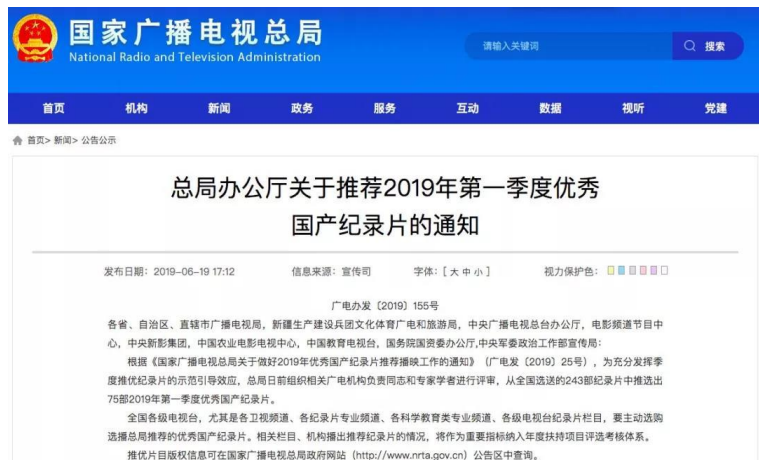 国家广播电视总局
National Radio and Television Administration
请输入关键词
搜索
首页 机构 新闻 政务 服务 互动 数据 视听 党建
首页> 新闻> 公告公示
总局办公厅关于推荐2019年第一季度优秀
国产纪录片的通知
发布日期：2019-06-19 17:12 信息来源：宣传司 字体：[ 大 中 小 ] 视力保护色：
广电办发〔2019〕155号
各省、自治区、直辖市广播电视局，新疆生产建设兵团文化体育广电和旅游局，中央广播电视总台办公厅，电影频道节目中
心，中央新影集团，中国农业电影电视中心，中国教育电视台，国务院国资委办公厅,中央军委政治工作部宣传局：
根据《国家广播电视总局关于做好2019年优秀国产纪录片推荐播映工作的通知》（广电发〔2019〕25号），为充分发挥季
度推优纪录片的示范引导效应，总局日前组织相关广电机构负责同志和专家学者进行评审，从全国选送的243部纪录片中推选出
75部2019年第一季度优秀国产纪录片。
全国各级电视台，尤其是各卫视频道、各纪录片专业频道、各科学教育类专业频道、各级电视台纪录片栏目，要主动选购
选播总局推荐的优秀国产纪录片。相关栏目、机构播出推荐纪录片的情况，将作为重要指标纳入年度扶持项目评选考核体系。
推优片目版权信息可在国家广播电视总局政府网站（http://www.nrta.gov.cn）公告区中查询。